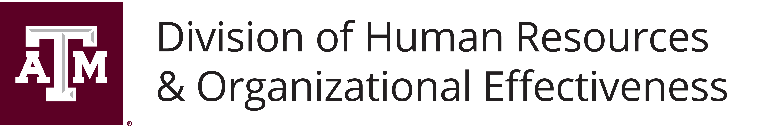 ATM Division of Human Resources
® & Organizational Effectiveness